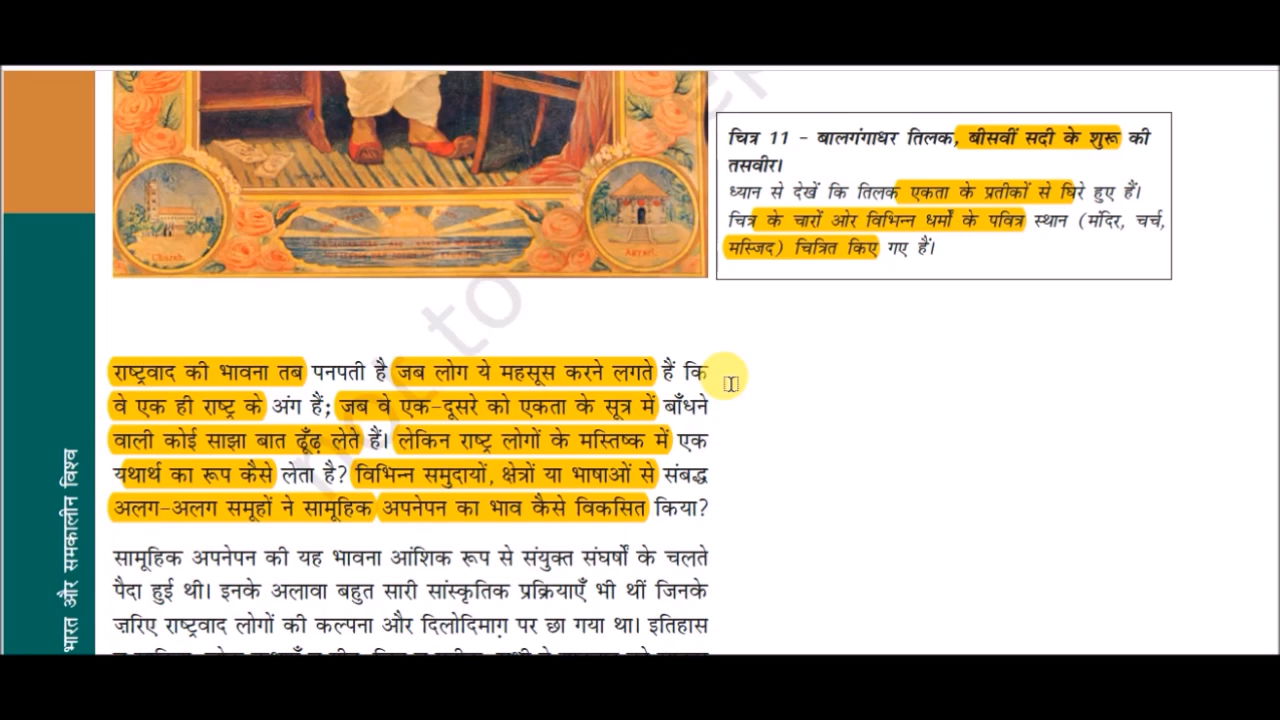 चित्र 11 - बालगंगाधर तिलक, बीसवीं सदी के शुरू की
तसवीर।
ध्यान से देखें कि तिलक एकता के प्रतीकों से घिरे हुए हैं।
चित्र के चारों ओर विभिन्न धर्मों के पवित्र स्थान (मंदिर, चर्च,
मस्जिद) चित्रित किए गए हैं।
Church.
राष्ट्रवाद की भावना तब पनपती है जब लोग ये महसूस करने लगते हैं कि
वे एक ही राष्ट्र के अंग हैं; जब वे एक-दूसरे को एकता के सूत्र में बाँधने
वाली कोई साझा बात ढूँढ़ लेते हैं। लेकिन राष्ट्र लोगों के मस्तिष्क में एक
यथार्थ का रूप कैसे लेता है? विभिन्न समुदायों, क्षेत्रों या भाषाओं से संबद्ध
अलग-अलग समूहों ने सामूहिक अपनेपन का भाव कैसे विकसित किया?
सामूहिक अपनेपन की यह भावना आंशिक रूप से संयुक्त संघर्षों के चलते
पैदा हुई थी। इनके अलावा बहुत सारी सांस्कृतिक प्रक्रियाएँ भी थीं जिनके
ज़रिए राष्ट्रवाद लोगों की कल्पना और दिलोदिमाग़ पर छा गया था। इतिहास
भारत और समकालीन विश्व
not to